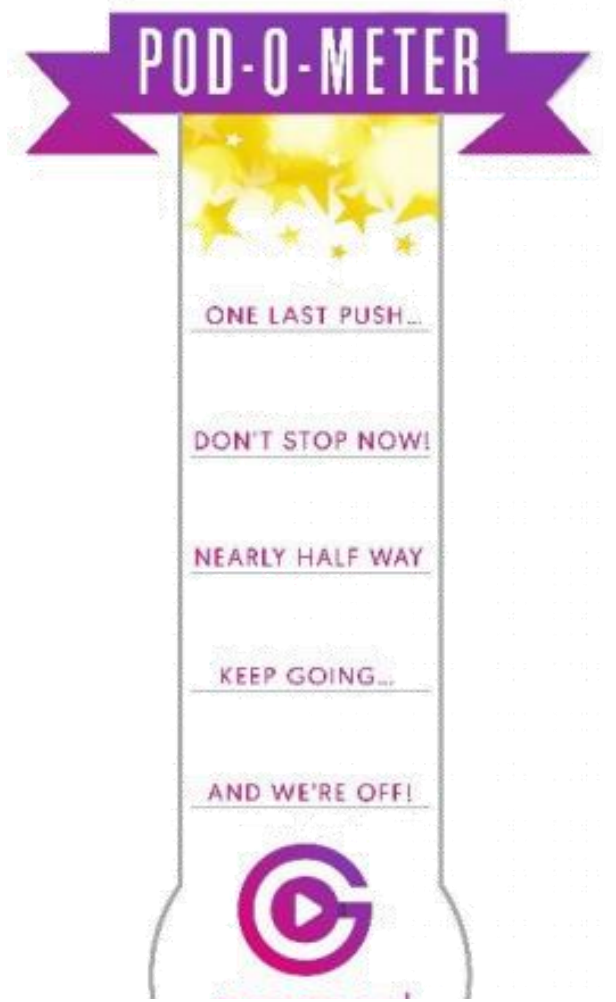 POD-O-METER
ONE LAST PUSH...
DON'T STOP NOW!
NEARLY HALF WAY
KEEP GOING...
AND WE'RE OFF!